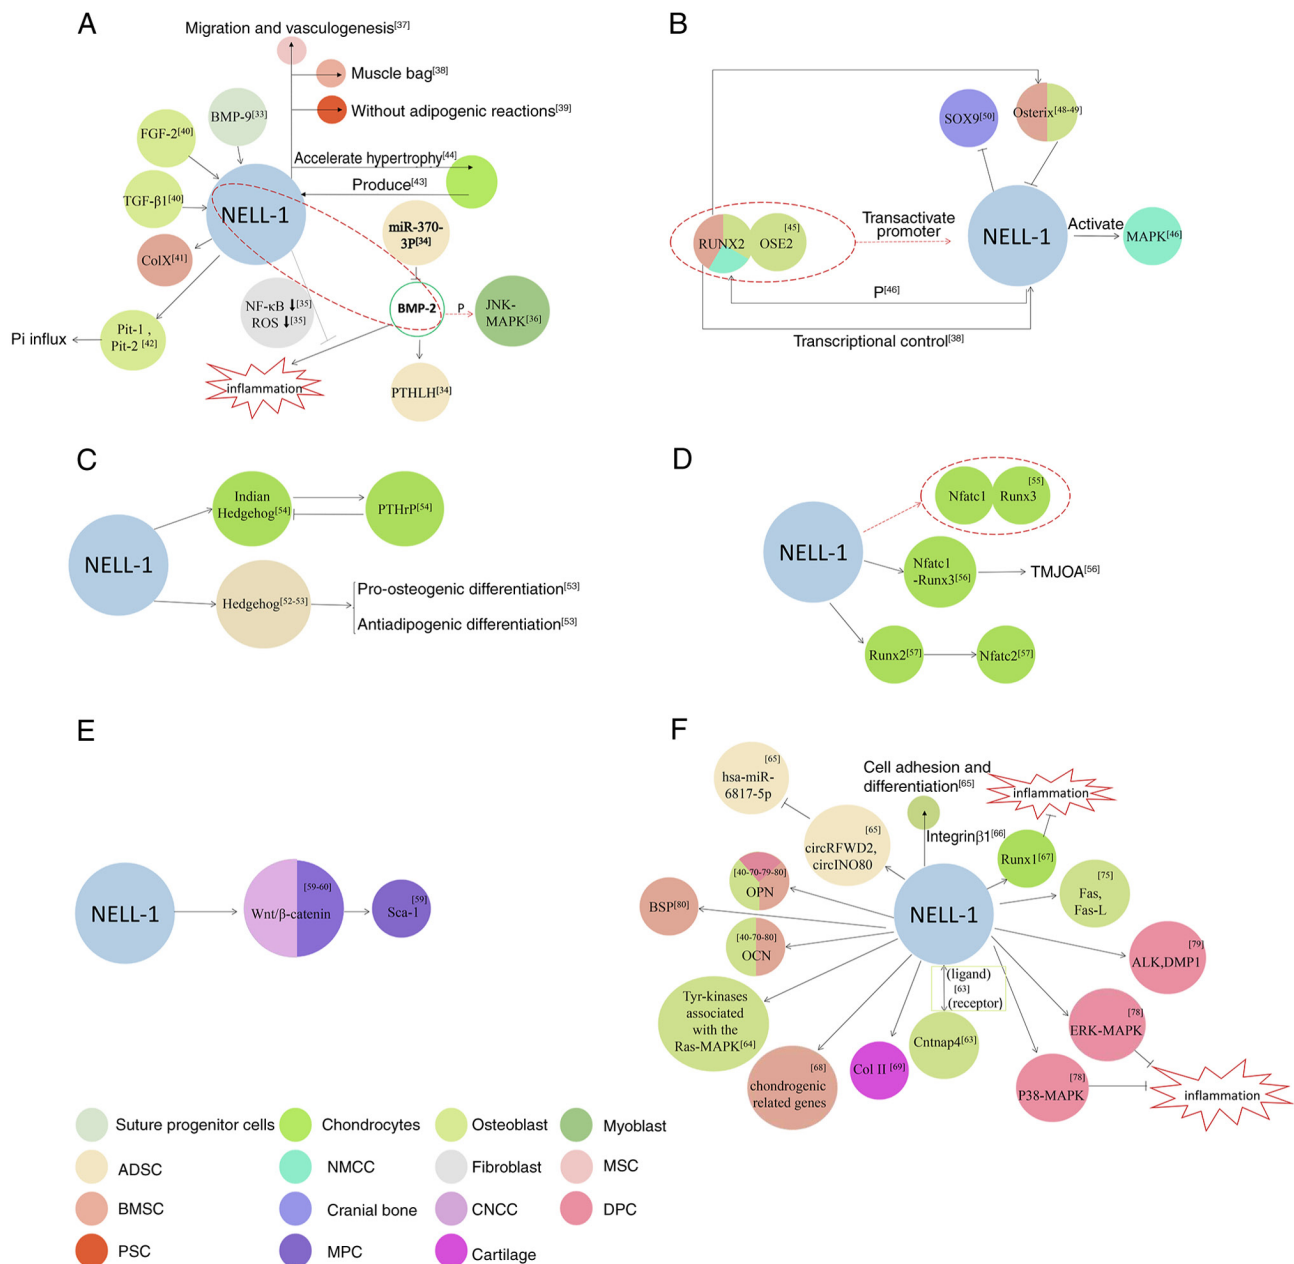 A
Migration and vasculogenesis[37]
Muscle bag[38]
Without adipogenic reactions[39]
BMP-9[33]
FGF-2[40]
TGF-β1[40]
NELL-1
Accelerate hypertrophy[44]
Produce[43]
miR-370-
3P[34]
ColX[41]
NF-κB ⬇[35]
ROS ⬇[35]
BMP-2
P
JNK-
MAPK[36]
Pit-1 ,
Pit-2 [42]
Pi influx
inflammation
PTHLH[34]
B
SOX9[50]
Osterix[48-49]
RUNX2
OSE2
[45]
Transactivate
promoter
NELL-1
Activate
MAPK[46]
P[46]
Transcriptional control[38]
C
NELL-1
Indian
Hedgehog[54]
PTHrP[54]
Hedgehog[52-53]
Pro-osteogenic differentiation[53]
Antiadipogenic differentiation[53]
D
NELL-1
Nfatc1
Runx3
[55]
Nfatc1
-Runx3[56]
TMJOA[56]
Runx2[57]
Nfatc2[57]
E
NELL-1
[59-60]
Wnt/β-catenin
[59]
Sca-1
F
[65]
hsa-miR-
6817-5p
[65]
circRFWD2,
circINO80
Cell adhesion and
differentiation[65]
Integrinβ1[66]
inflammation
Runx1[67]
[75]
Fas,
Fas-L
[40-70-79-80]
OPN
BSP[80]
[40-70-80]
OCN
NELL-1
[79]
ALK,DMP1
(ligand)
[63]
(receptor)
Tyr-kinases
associated
with the
Ras-MAPK[64]
[68]
chondrogenic
related genes
Col II [69]
Cntnap4[63]
[78]
ERK-MAPK
[78]
P38-MAPK
inflammation
Suture progenitor cells
Chondrocytes
Osteoblast
Myoblast
ADSC
NMCC
Fibroblast
MSC
BMSC
Cranial bone
CNCC
DPC
PSC
MPC
Cartilage